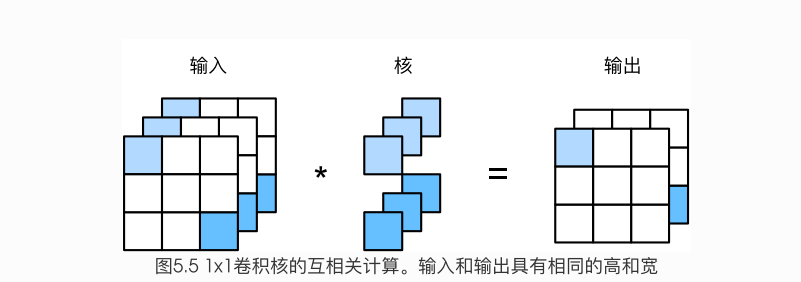 输入 核 输出
* =
图5.5 1x1卷积核的互相关计算。输入和输出具有相同的高和宽